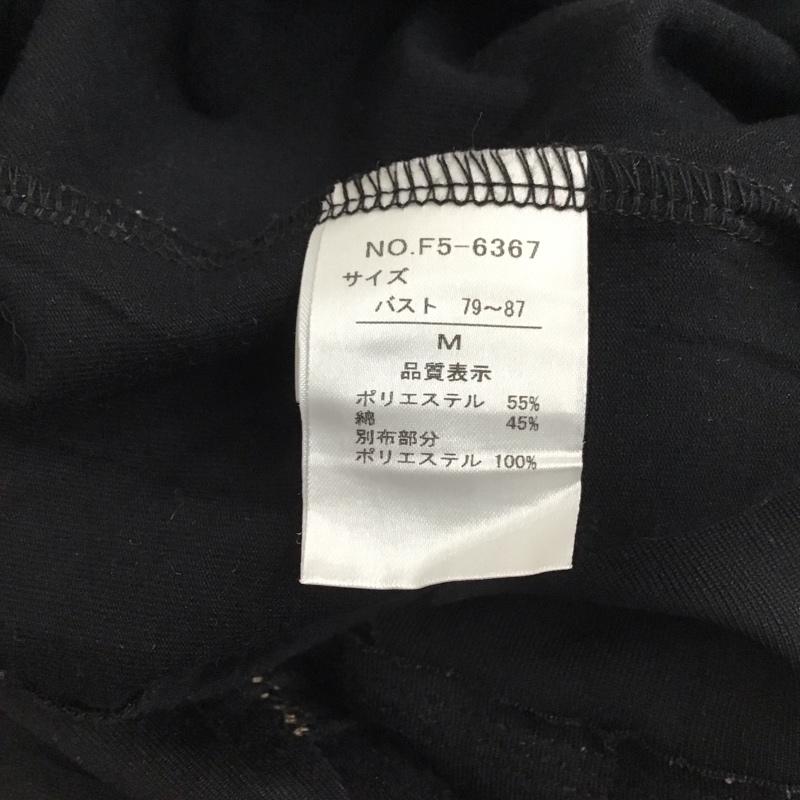 NO.F5-6367
サイズ
バスト 79〜87
M
品質表示
ポリエステル 55%
綿 45%
別布部分
ポリエステル 100%